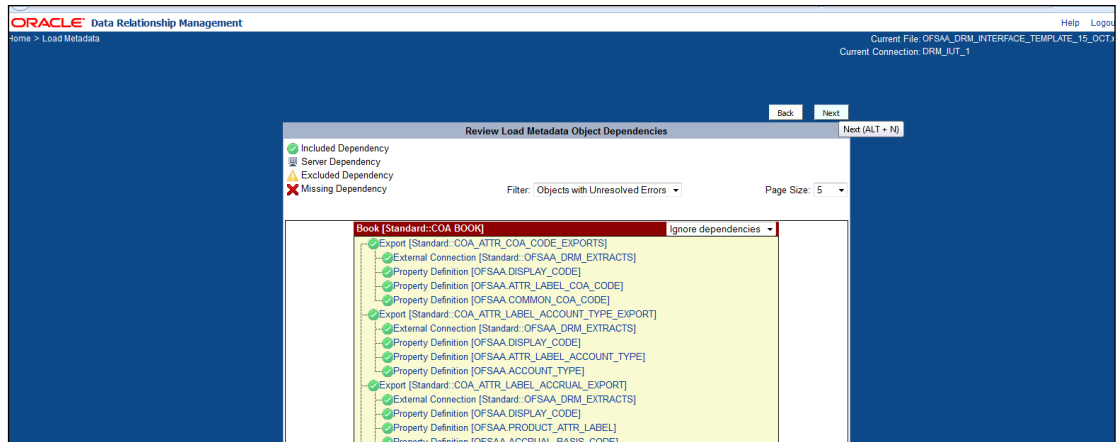 ORACLE Data Relationship Management
Help Logou
Home > Load Metadata
Current File: OFSAA_DRM_INTERFACE_TEMPLATE_15_OCT.x
Current Connection: DRM_IUT_1
Back Next
Next (ALT + N)
Review Load Metadata Object Dependencies
Included Dependency
Server Dependency
Excluded Dependency
Missing Dependency
Filter: Objects with Unresolved Errors
Page Size: 5
Book [Standard::COA BOOK]
Ignore dependencies
Export [Standard::COA_ATTR_COA_CODE_EXPORTS]
External Connection [Standard::OFSAA_DRM_EXTRACTS]
Property Definition [OFSAA.DISPLAY_CODE]
Property Definition [OFSAA.ATTR_LABEL_COA_CODE]
Property Definition [OFSAA.COMMON_COA_CODE]
Export [Standard::COA_ATTR_LABEL_ACCOUNT_TYPE_EXPORT]
External Connection [Standard::OFSAA_DRM_EXTRACTS]
Property Definition [OFSAA.DISPLAY_CODE]
Property Definition [OFSAA.ATTR_LABEL_ACCOUNT_TYPE]
Property Definition [OFSAA.ACCOUNT_TYPE]
Export [Standard::COA_ATTR_LABEL_ACCRUAL_EXPORT]
External Connection [Standard::OFSAA_DRM_EXTRACTS]
Property Definition [OFSAA.DISPLAY_CODE]
Property Definition [OFSAA.PRODUCT_ATTR_LABEL]
Property Definition [OFSAA.ACCRUAL_BASIS_CODE]